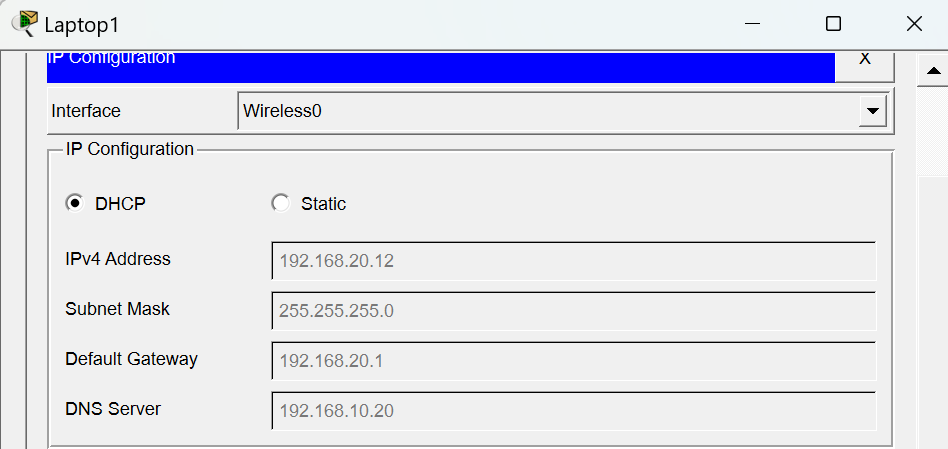 Laptop1
IP Configuration
X
Interface
Wireless0
IP Configuration
DHCP
Static
IPv4 Address
192.168.20.12
Subnet Mask
255.255.255.0
Default Gateway
192.168.20.1
DNS Server
192.168.10.20